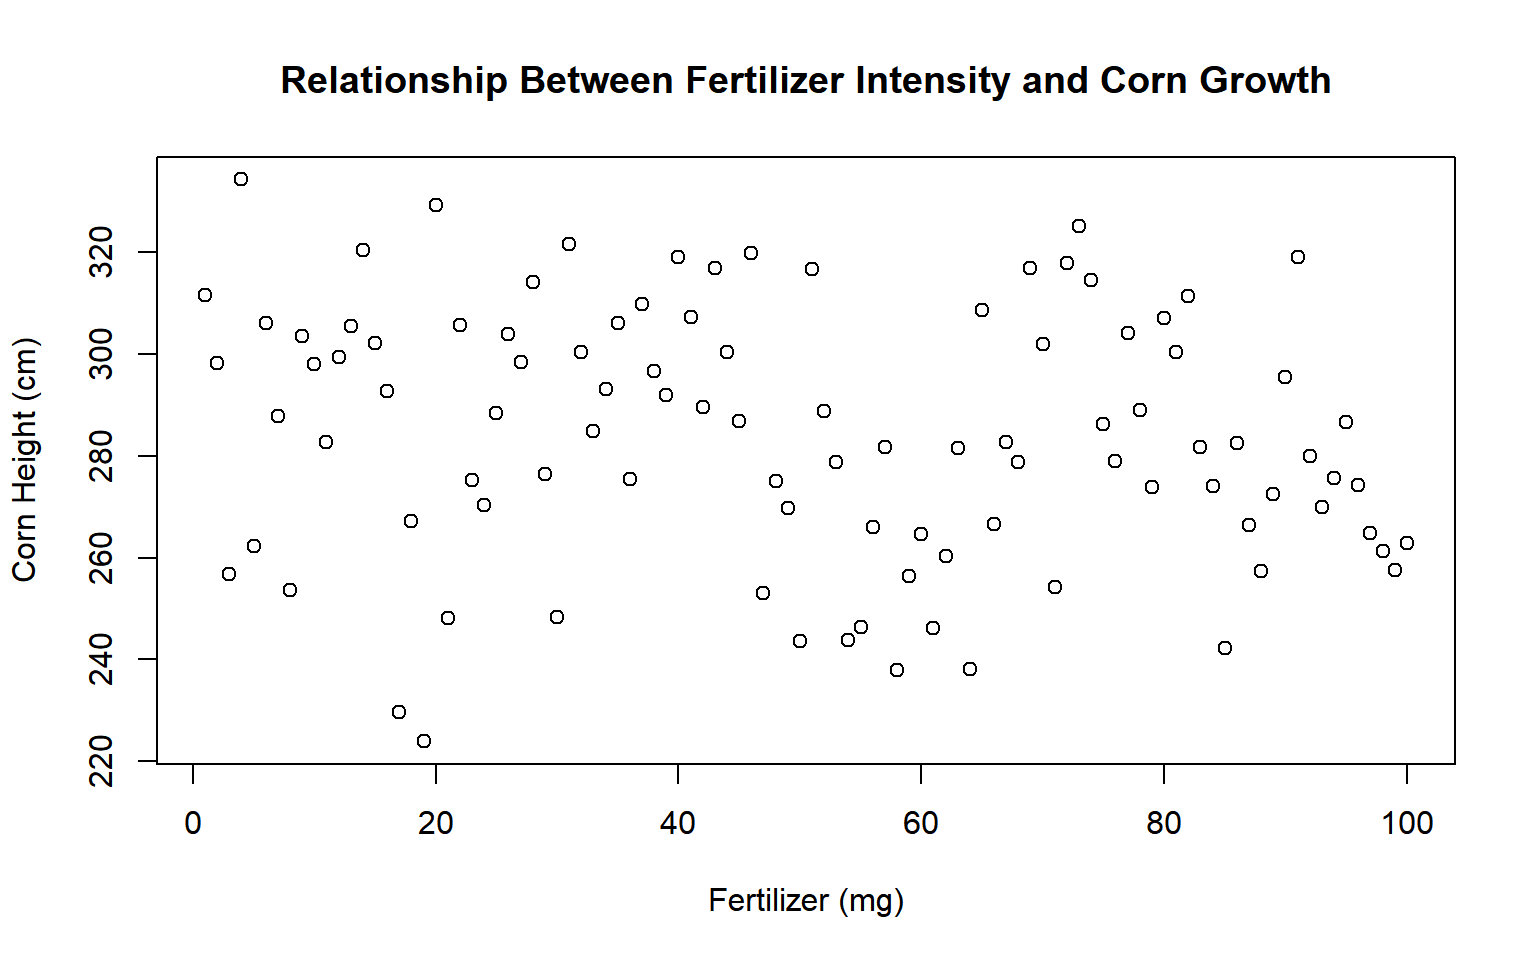 Relationship Between Fertilizer Intensity and Corn Growth
Corn Height (cm)
320
300
280
260
240
220
0 20 40 60 80 100
Fertilizer (mg)